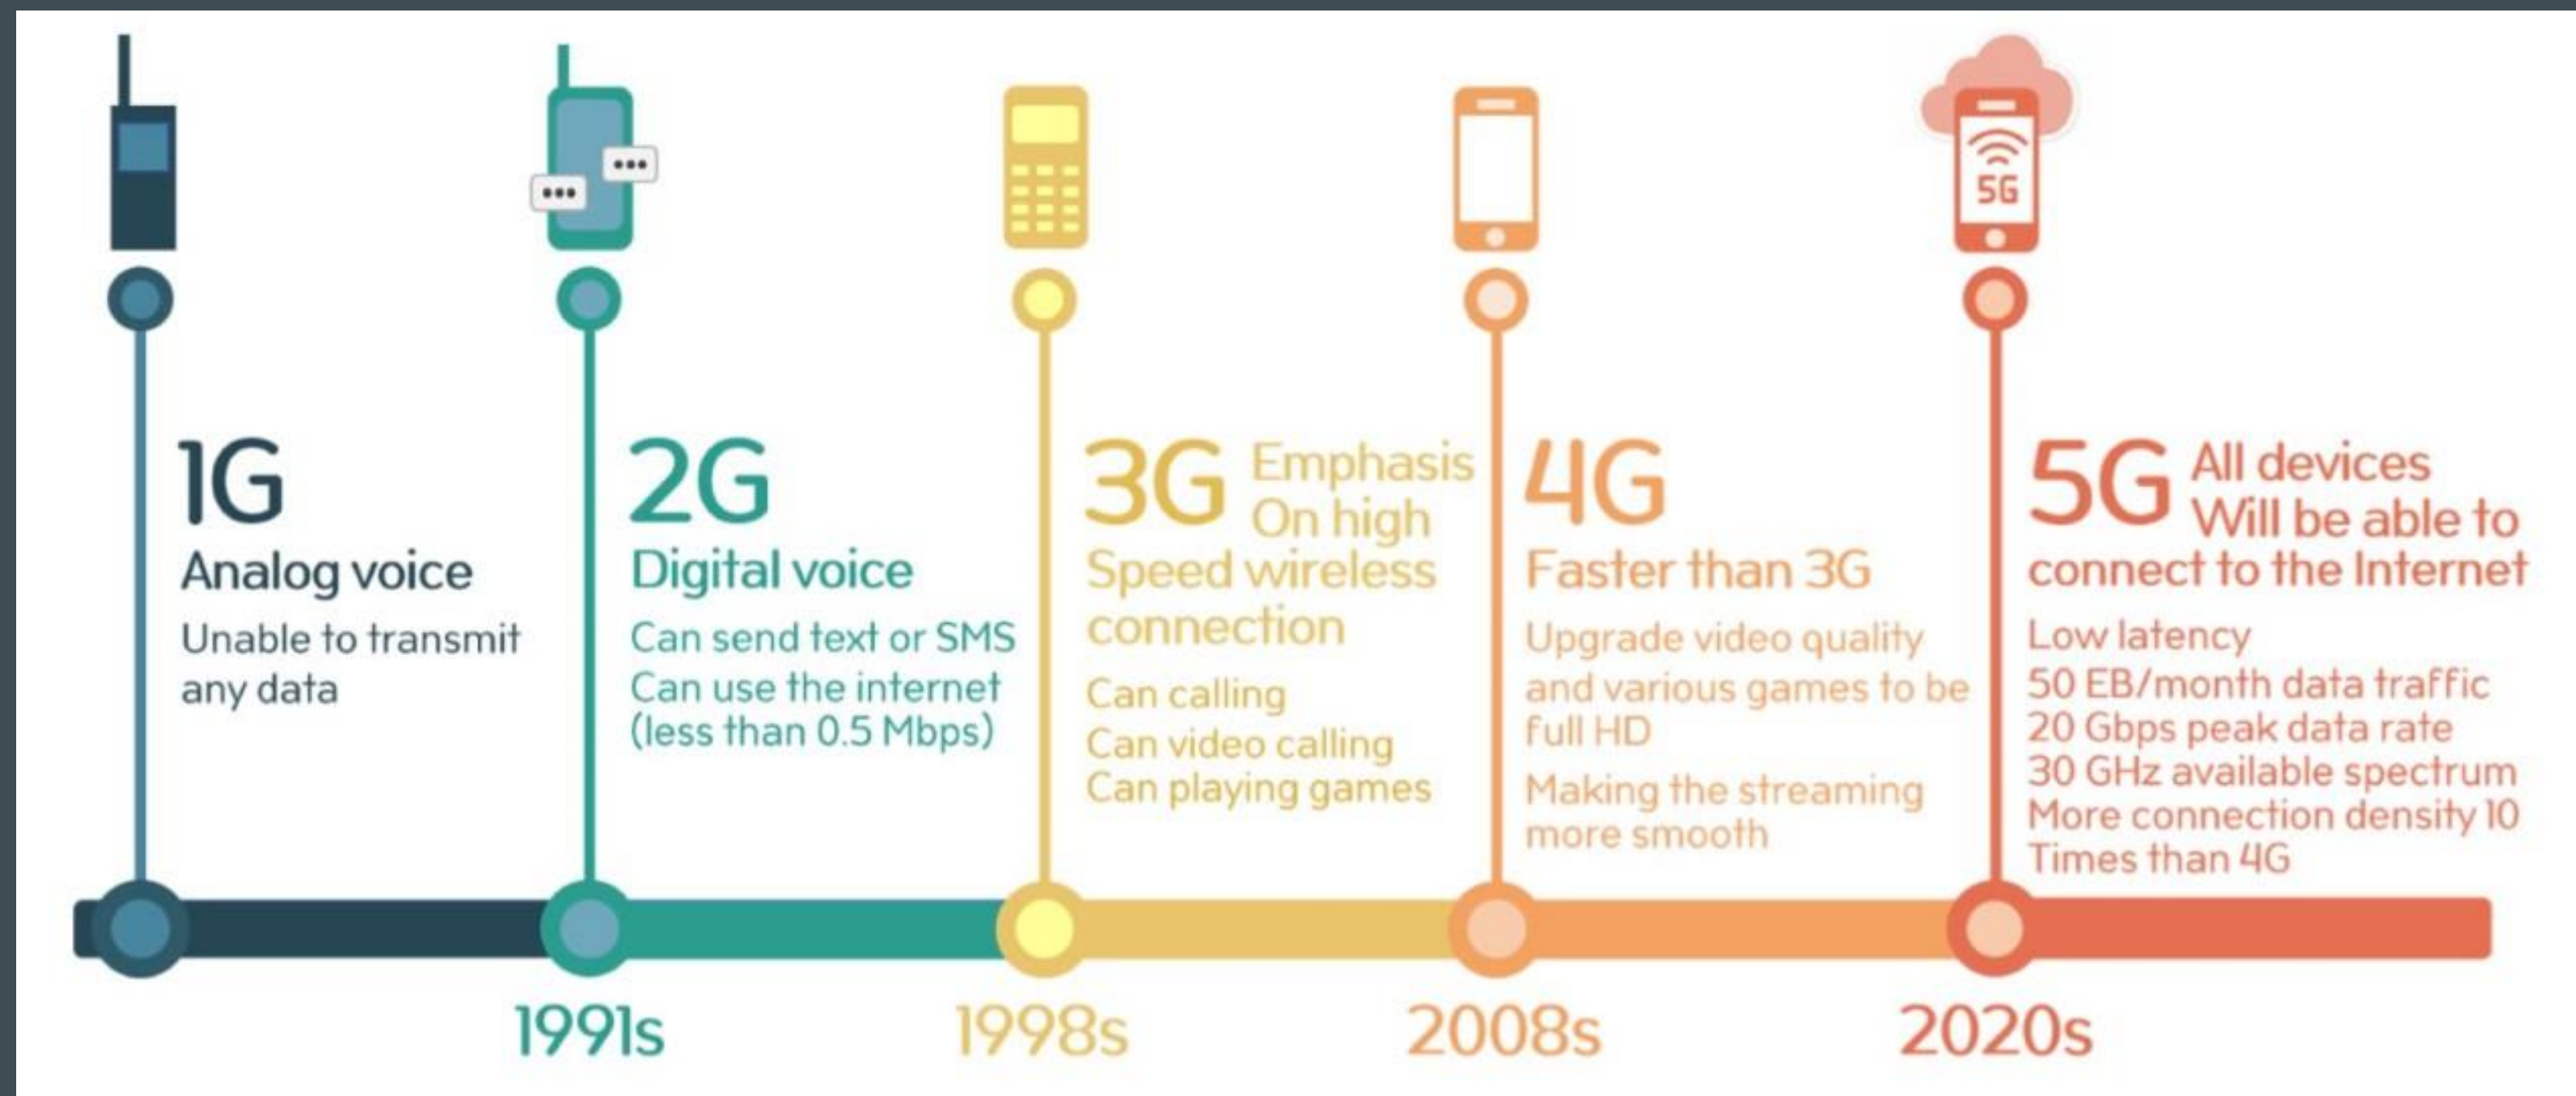 5G
1G
Analog voice
Unable to transmit
any data
2G
Digital voice
Can send text or SMS
Can use the internet
(less than 0.5 Mbps)
3G Emphasis
On high
Speed wireless
connection
Can calling
Can video calling
Can playing games
4G
Faster than 3G
Upgrade video quality
and various games to be
full HD
Making the streaming
more smooth
5G All devices
Will be able to
connect to the Internet
Low latency
50 EB/month data traffic
20 Gbps peak data rate
30 GHz available spectrum
More connection density 10
Times than 4G
1991s
1998s
2008s
2020s